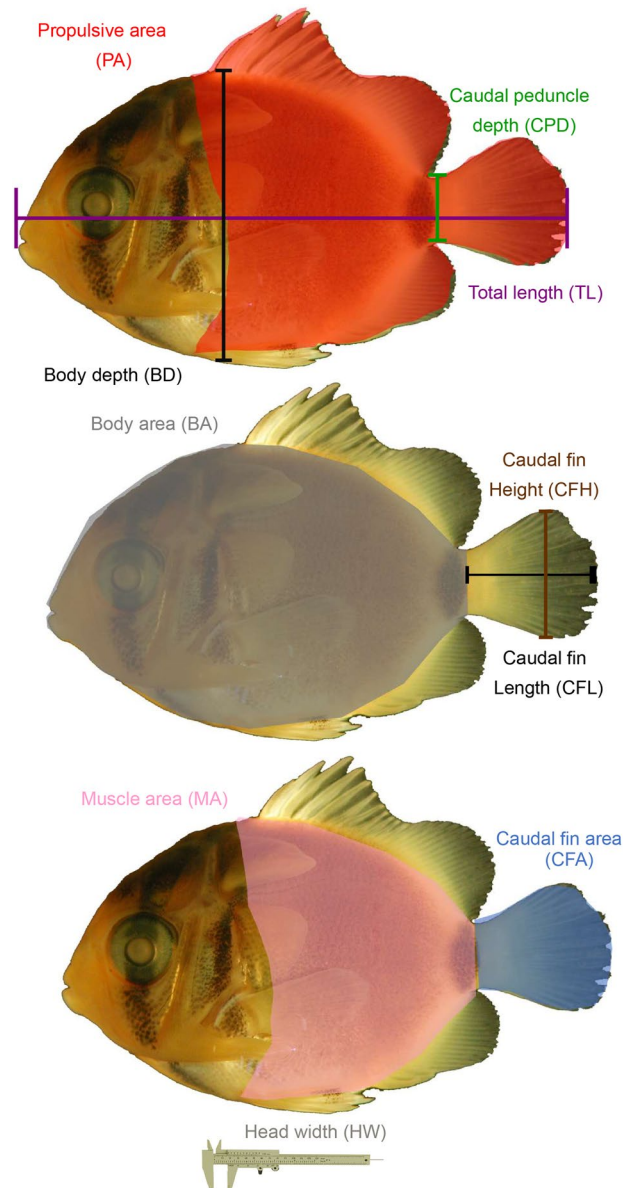 Propulsive area
(PA)
Caudal peduncle
depth (CPD)
Total length (TL)
Body depth (BD)
Body area (BA)
Caudal fin
Height (CFH)
Caudal fin
Length (CFL)
Muscle area (MA)
Caudal fin area
(CFA)
Head width (HW)